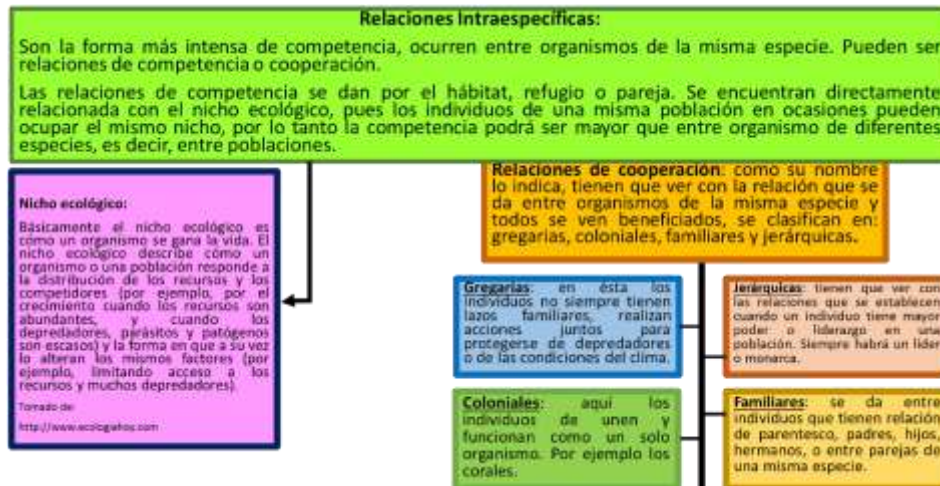 Relaciones Intraespecíficas:
Son la forma más intensa de competencia, ocurren entre organismos de la misma especie. Pueden ser
relaciones de competencia o cooperación.
Las relaciones de competencia se dan por el hábitat, refugio o pareja. Se encuentran directamente
relacionada con el nicho ecológico, pues los individuos de una misma población en ocasiones pueden
ocupar el mismo nicho, por lo tanto la competencia podrá ser mayor que entre organismo de diferentes
especies, es decir, entre poblaciones.
Nicho ecológico:
Básicamente el nicho ecológico es
cómo un organismo se gana la vida. El
nicho ecológico describe cómo un
organismo o una población responde a
la distribución de los recursos y los
competidores (por ejemplo, por el
crecimiento cuando los recursos son
abundantes, y cuando los
depredadores, parásitos y patógenos
son escasos) y la forma en que a su vez
lo alteran los mismos factores (por
ejemplo, limitando acceso a los
recursos y muchos depredadores).
Tomado de:
http://www.ecologiahoy.com
Relaciones de cooperación: como su nombre
lo indica, tienen que ver con la relación que se
da entre organismos de la misma especie y
todos se ven beneficiados, se clasifican en:
gregarias, coloniales, familiares y jerárquicas.
Gregarias: en ésta los
individuos no siempre tienen
lazos familiares, realizan
acciones juntos para
protegerse de depredadores
o de las condiciones del clima.
Jerárquicas: tienen que ver con
las relaciones que se establecen
cuando un individuo tiene mayor
poder o liderazgo en una
población. Siempre habrá un líder
o monarca.
Coloniales: aquí los
individuos de unen y
funcionan como un solo
organismo. Por ejemplo los
corales.
Familiares: se da entre
individuos que tienen relación
de parentesco, padres, hijos,
hermanos, o entre parejas de
una misma especie.